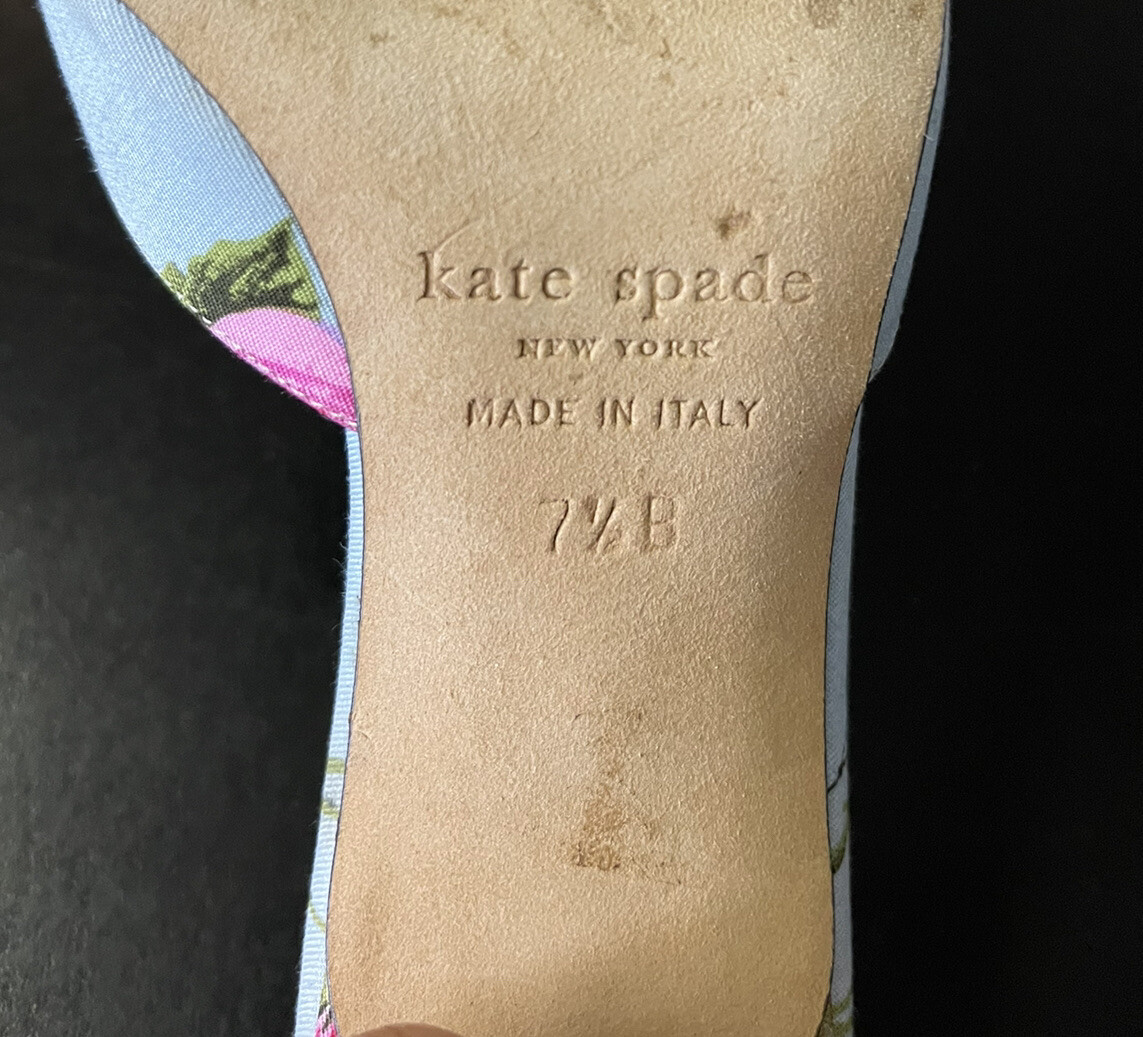 kate spade
NEW YORK
MADE IN ITALY
7½B